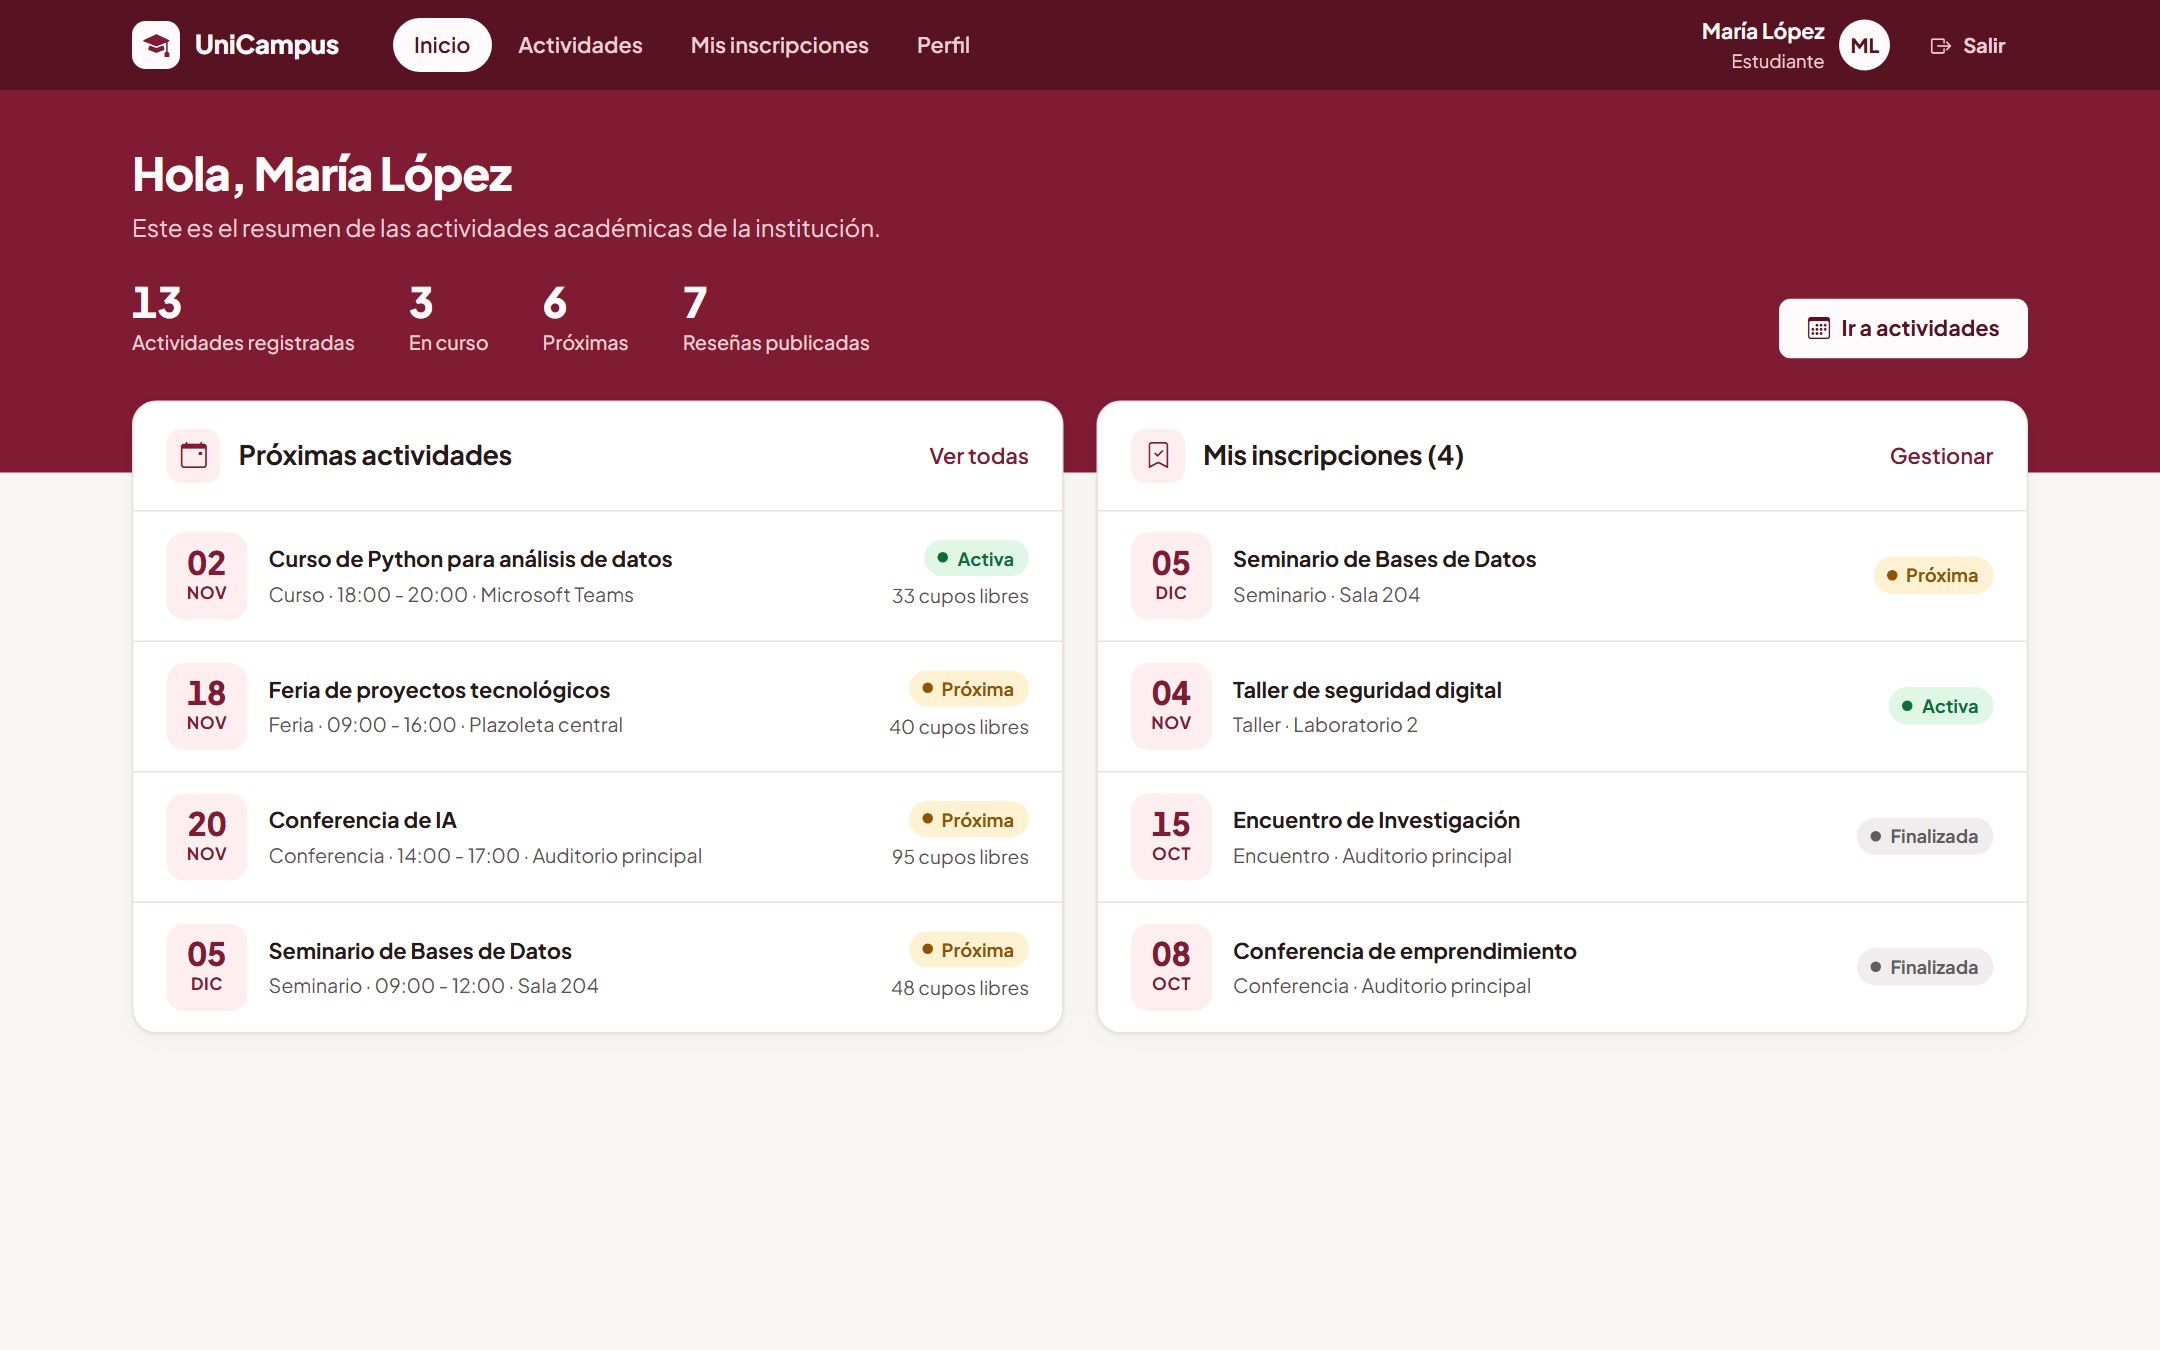 UniCampus
Inicio
Actividades
Mis inscripciones
Perfil
María López
Estudiante
ML
Salir
Hola, María López
Este es el resumen de las actividades académicas de la institución.
13
Actividades registradas
3
En curso
6
Próximas
7
Reseñas publicadas
Ir a actividades
Próximas actividades
Ver todas
02
NOV
Curso de Python para análisis de datos
Curso · 18:00 - 20:00 · Microsoft Teams
Activa
33 cupos libres
18
NOV
Feria de proyectos tecnológicos
Feria · 09:00 - 16:00 · Plazoleta central
Próxima
40 cupos libres
20
NOV
Conferencia de IA
Conferencia · 14:00 - 17:00 · Auditorio principal
Próxima
95 cupos libres
05
DIC
Seminario de Bases de Datos
Seminario · 09:00 - 12:00 · Sala 204
Próxima
48 cupos libres
Mis inscripciones (4)
Gestionar
05
DIC
Seminario de Bases de Datos
Seminario · Sala 204
Próxima
04
NOV
Taller de seguridad digital
Taller · Laboratorio 2
Activa
15
OCT
Encuentro de Investigación
Encuentro · Auditorio principal
Finalizada
08
OCT
Conferencia de emprendimiento
Conferencia · Auditorio principal
Finalizada